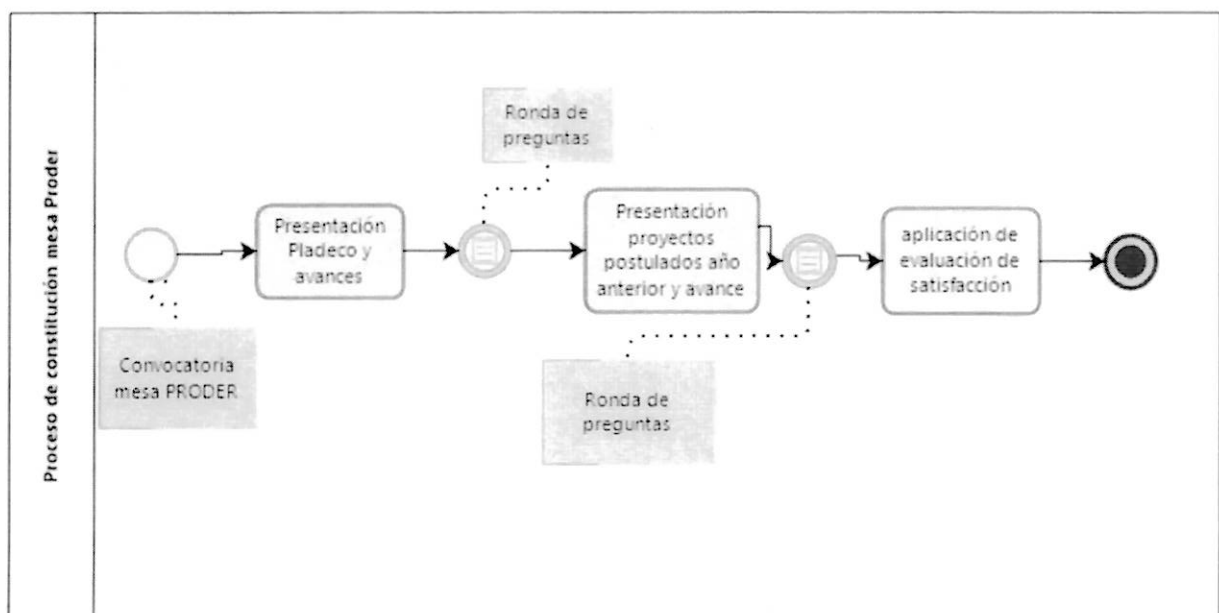 Proceso de constitución mesa Proder
Convocatoria
mesa PRODER
Presentación
Pladeco y
avances
Ronda de
preguntas
Presentación
proyectos
postulados año
anterior y avance
Ronda de
preguntas
aplicación de
evaluación de
satisfacción